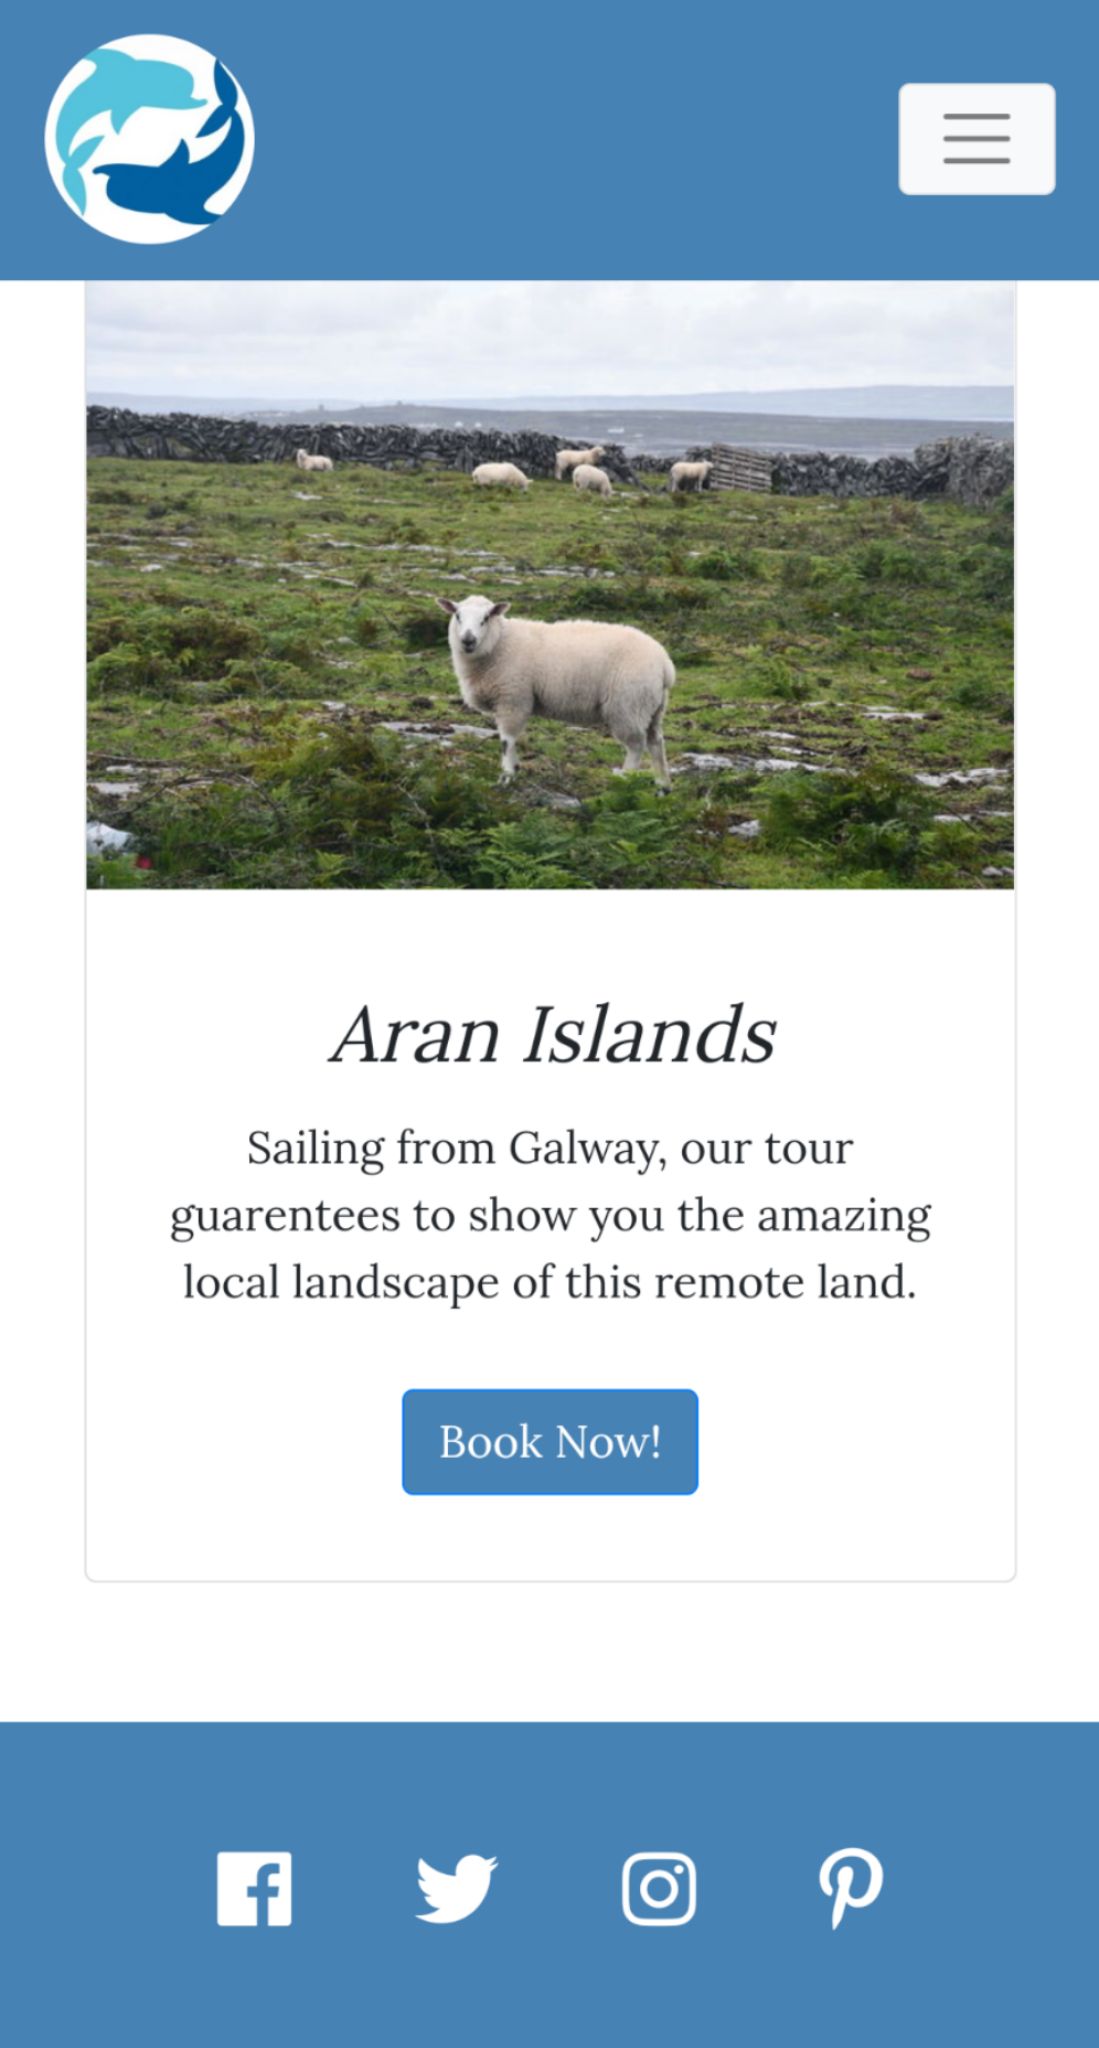 Aran Islands
Sailing from Galway, our tour
guarentees to show you the amazing
local landscape of this remote land.
Book Now!